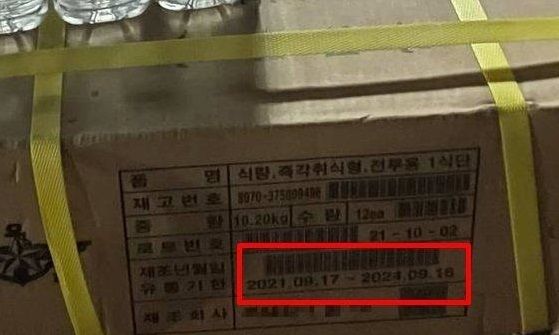 품 명 식량,즉각취식형,전투용 1식단
재고번호 8970-375009496
중 량 10.20kg 수 량 12ea
로트번호 21-10-02
제조년월일
유통기한 2021.09.17 ~ 2024.09.16
제조회사